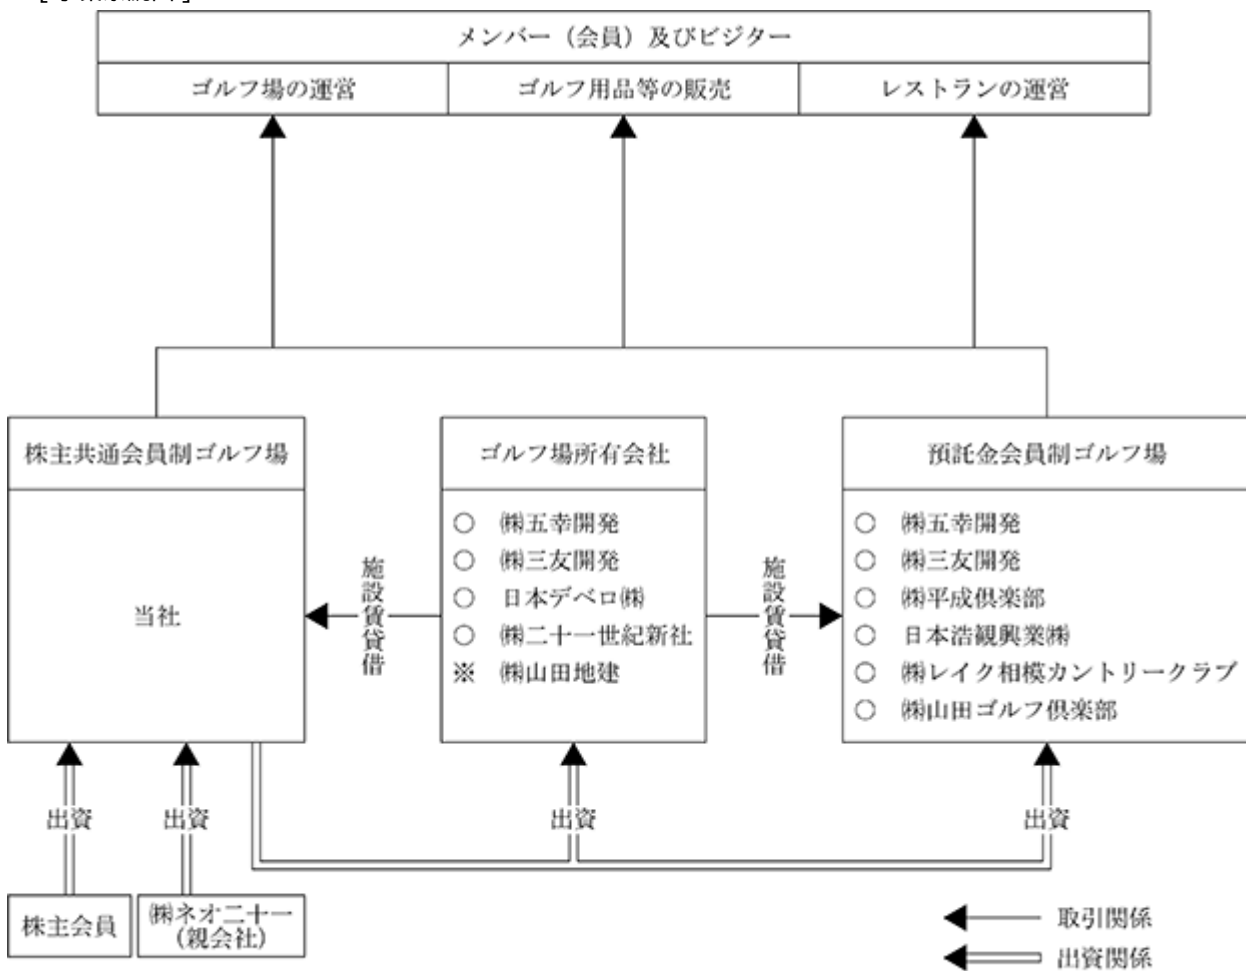 メンバー（会員）及びビジター
ゴルフ場の運営
ゴルフ用品等の販売
レストランの運営
株主共通会員制ゴルフ場
当社
施設賃貸借
ゴルフ場所有会社
○ ㈱五幸開発
○ ㈱三友開発
○ 日本デベロ㈱
○ ㈱二十一世紀新社
※ ㈱山田地建
施設賃貸借
預託金会員制ゴルフ場
○ ㈱五幸開発
○ ㈱三友開発
○ ㈱平成倶楽部
○ 日本浩観興業㈱
○ ㈱レイク相模カントリークラブ
○ ㈱山田ゴルフ倶楽部
出資
出資
出資
出資
株主会員
㈱ネオ二十一
（親会社）
取引関係
出資関係